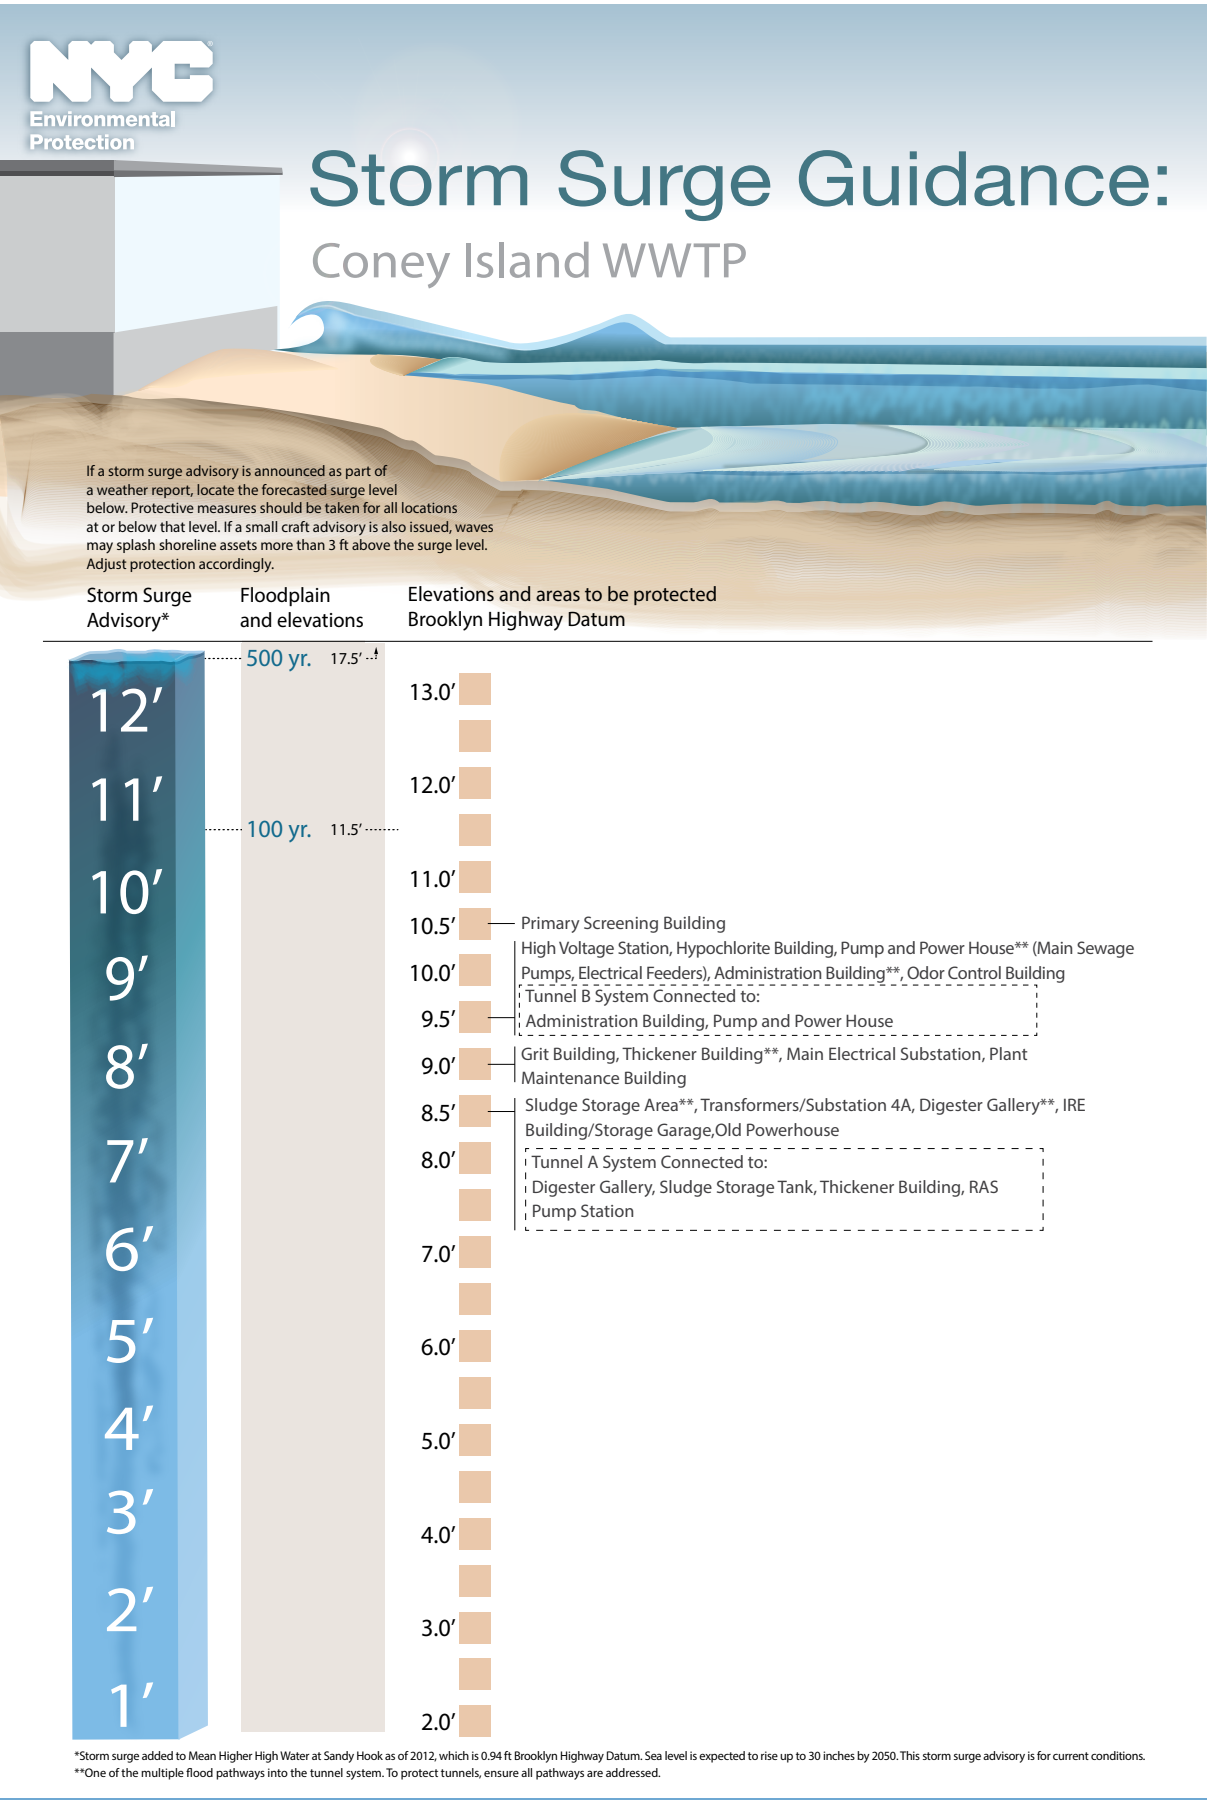 NYC
Environmental
Protection
Storm Surge Guidance:
Coney Island WWTP
If a storm surge advisory is announced as part of
a weather report, locate the forecasted surge level
below. Protective measures should be taken for all locations
at or below that level. If a small craft advisory is also issued, waves
may splash shoreline assets more than 3 ft above the surge level.
Adjust protection accordingly.
Storm Surge
Advisory*
Floodplain
and elevations
Elevations and areas to be protected
Brooklyn Highway Datum
12’
11’
10’
9’
8’
7’
6’
5’
4’
3’
2’
1’
500 yr. 17.5’
100 yr. 11.5’
13.0’
12.0’
11.0’
10.5’
10.0’
9.5’
9.0’
8.5’
8.0’
7.0’
6.0’
5.0’
4.0’
3.0’
2.0’
Primary Screening Building
High Voltage Station, Hypochlorite Building, Pump and Power House** (Main Sewage
Pumps, Electrical Feeders), Administration Building**, Odor Control Building
Tunnel B System Connected to:
Administration Building, Pump and Power House
Grit Building, Thickener Building**, Main Electrical Substation, Plant
Maintenance Building
Sludge Storage Area**, Transformers/Substation 4A, Digester Gallery**, IRE
Building/Storage Garage,Old Powerhouse
Tunnel A System Connected to:
Digester Gallery, Sludge Storage Tank, Thickener Building, RAS
Pump Station
*Storm surge added to Mean Higher High Water at Sandy Hook as of 2012, which is 0.94 ft Brooklyn Highway Datum. Sea level is expected to rise up to 30 inches by 2050. This storm surge advisory is for current conditions.
**One of the multiple flood pathways into the tunnel system. To protect tunnels, ensure all pathways are addressed.